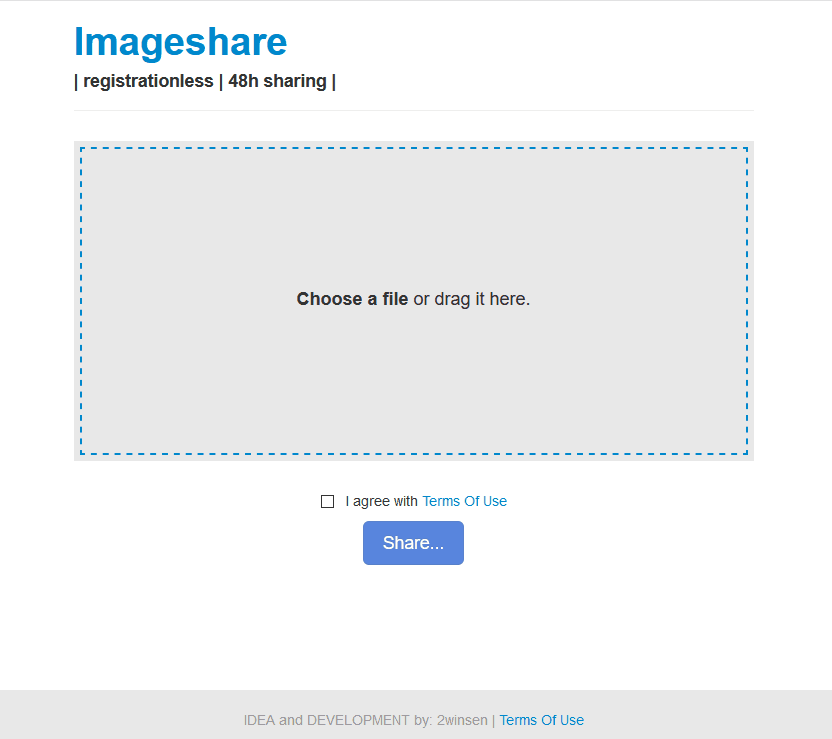 Imageshare
| registrationless | 48h sharing |
Choose a file or drag it here.
I agree with Terms Of Use
Share...
IDEA and DEVELOPMENT by: 2winsen | Terms Of Use